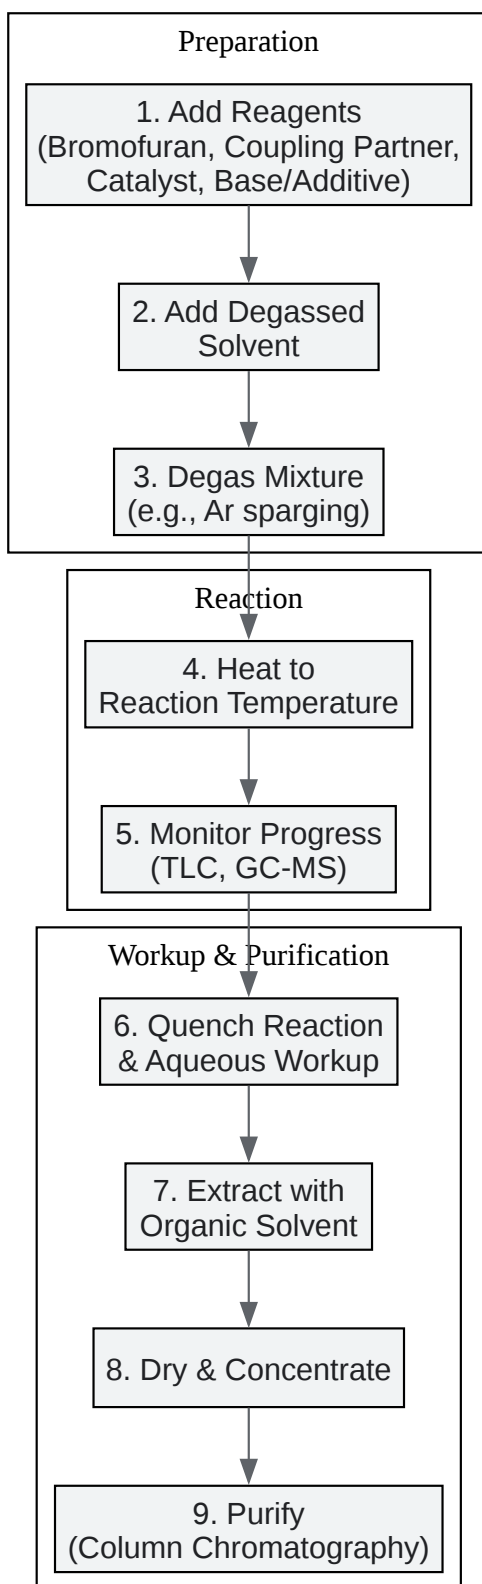 Preparation
1. Add Reagents
(Bromofuran, Coupling Partner,
Catalyst, Base/Additive)
2. Add Degassed
Solvent
3. Degas Mixture
(e.g., Ar sparging)
Reaction
4. Heat to
Reaction Temperature
5. Monitor Progress
(TLC, GC-MS)
Workup & Purification
6. Quench Reaction
& Aqueous Workup
7. Extract with
Organic Solvent
8. Dry & Concentrate
9. Purify
(Column Chromatography)